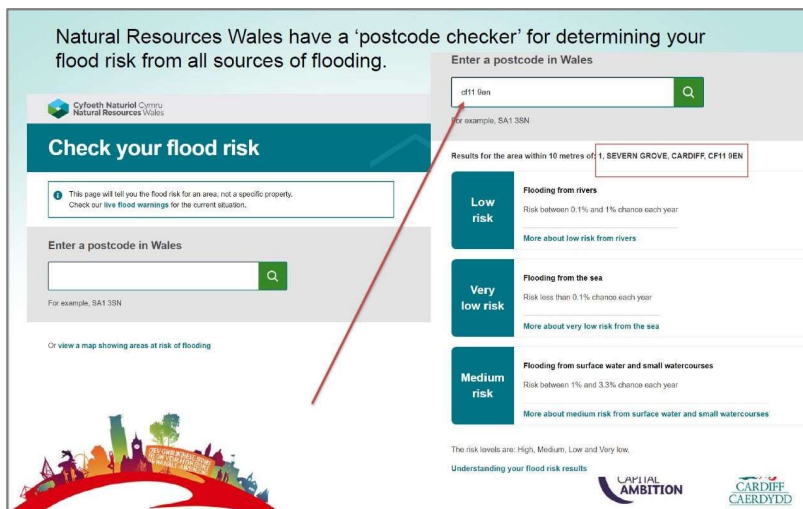 Natural Resources Wales have a ‘postcode checker’ for determining your
flood risk from all sources of flooding.
Cyfoeth Naturiol Cymru
Natural Resources Wales
Check your flood risk
This page will tell you the flood risk for an area, not a specific property.
Check our live flood warnings for the current situation.
Enter a postcode in Wales
For example, SA1 3SN
Or view a map showing areas at risk of flooding
Enter a postcode in Wales
cf11 9en
For example, SA1 3SN
Results for the area within 10 metres of: 1, SEVERN GROVE, CARDIFF, CF11 9EN
Low
risk
Flooding from rivers
Risk between 0.1% and 1% chance each year
More about low risk from rivers
Very
low risk
Flooding from the sea
Risk less than 0.1% chance each year
More about very low risk from the sea
Medium
risk
Flooding from surface water and small watercourses
Risk between 1% and 3.3% chance each year
More about medium risk from surface water and small watercourses
The risk levels are: High, Medium, Low and Very low.
Understanding your flood risk results
CAPITAL
AMBITION
CARDIFF
CAERDYDD